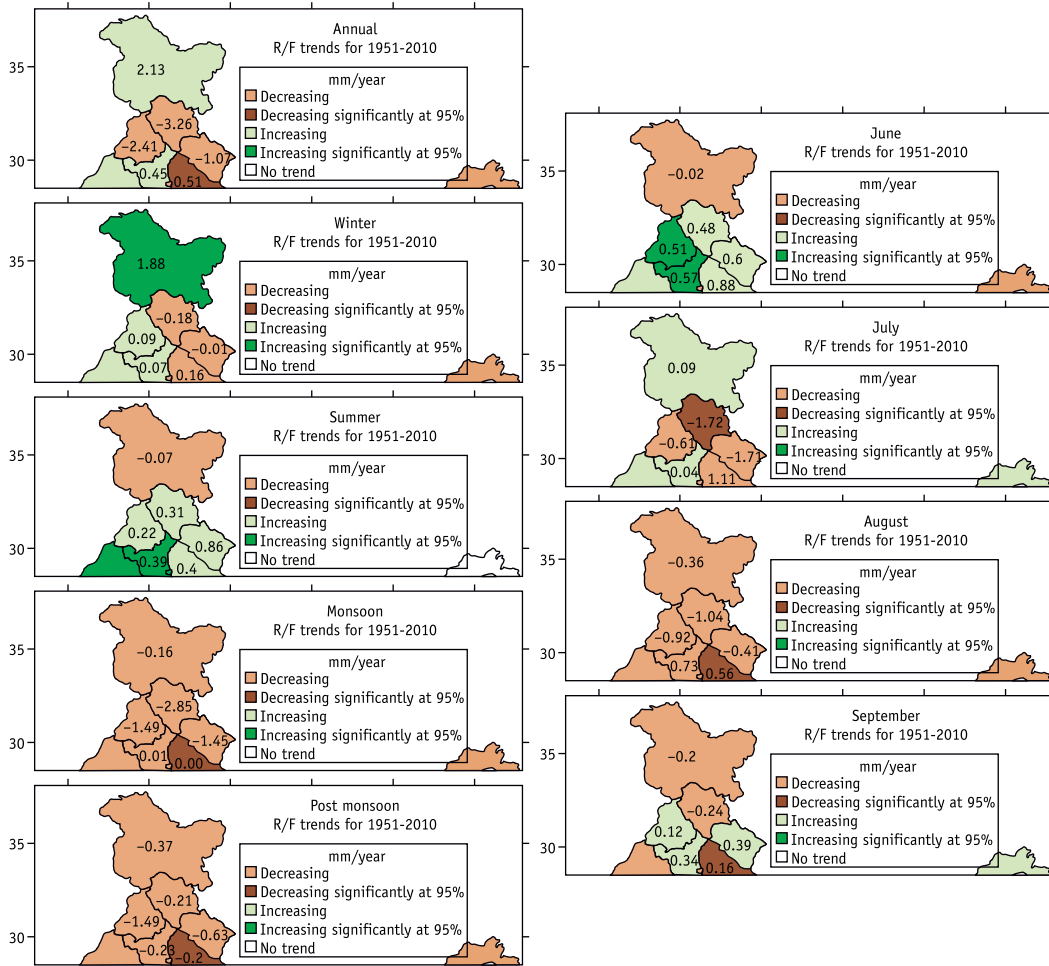 Annual
R/F trends for 1951-2010
35
30
2.13
−3.26
−2.41
−1.07
0.45
0.51
mm/year
Decreasing
Decreasing significantly at 95%
Increasing
Increasing significantly at 95%
No trend
Winter
R/F trends for 1951-2010
35
30
1.88
−0.18
0.09
−0.01
0.07
0.16
mm/year
Decreasing
Decreasing significantly at 95%
Increasing
Increasing significantly at 95%
No trend
Summer
R/F trends for 1951-2010
35
30
−0.07
0.31
0.22
0.86
0.39
0.4
mm/year
Decreasing
Decreasing significantly at 95%
Increasing
Increasing significantly at 95%
No trend
Monsoon
R/F trends for 1951-2010
35
30
−0.16
−2.85
−1.49
−1.45
0.01
0.00
mm/year
Decreasing
Decreasing significantly at 95%
Increasing
Increasing significantly at 95%
No trend
Post monsoon
R/F trends for 1951-2010
35
30
−0.37
−0.21
−1.49
−0.63
−0.23
−0.2
mm/year
Decreasing
Decreasing significantly at 95%
Increasing
Increasing significantly at 95%
No trend
June
R/F trends for 1951-2010
35
30
−0.02
0.48
0.51
0.6
0.57
0.88
mm/year
Decreasing
Decreasing significantly at 95%
Increasing
Increasing significantly at 95%
No trend
July
R/F trends for 1951-2010
35
30
0.09
−1.72
−0.61
−1.71
0.04
1.11
mm/year
Decreasing
Decreasing significantly at 95%
Increasing
Increasing significantly at 95%
No trend
August
R/F trends for 1951-2010
35
30
−0.36
−1.04
−0.92
−0.41
0.73
0.56
mm/year
Decreasing
Decreasing significantly at 95%
Increasing
Increasing significantly at 95%
No trend
September
R/F trends for 1951-2010
35
30
−0.2
−0.24
0.12
0.39
0.34
0.16
mm/year
Decreasing
Decreasing significantly at 95%
Increasing
Increasing significantly at 95%
No trend